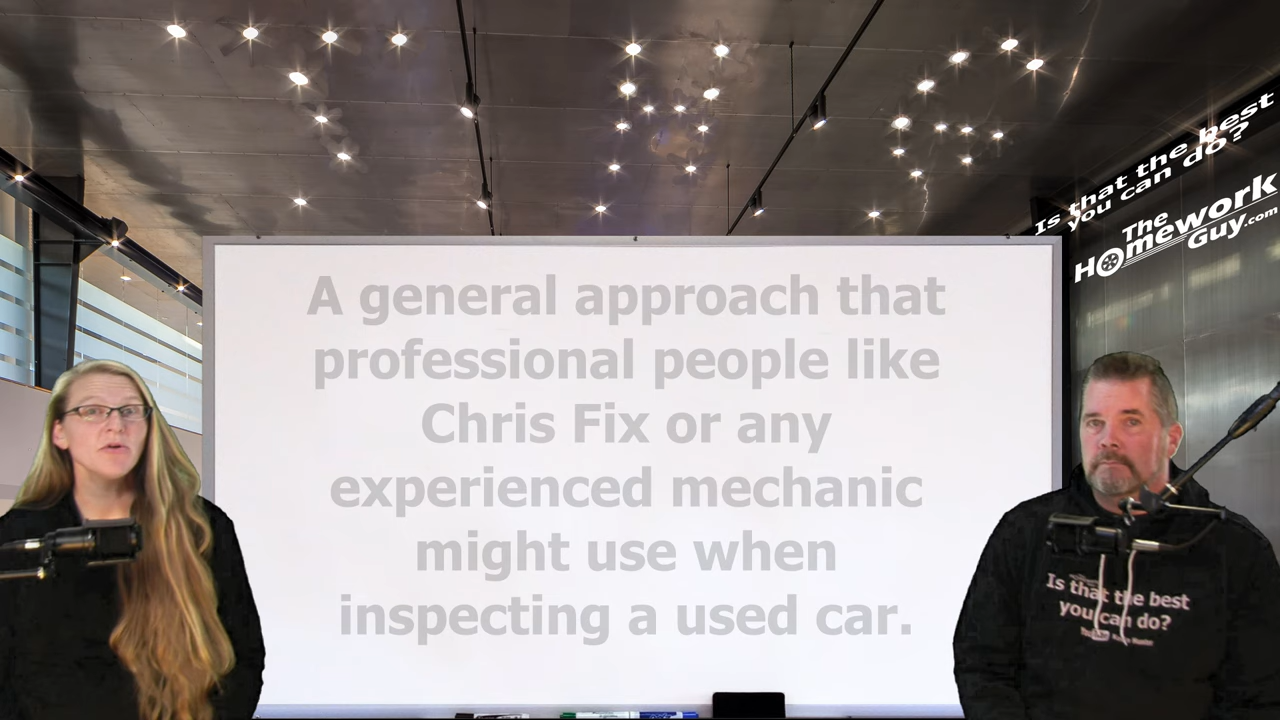 Is that the best
you can do?
The
Homework
Guy.com
A general approach that
professional people like
Chris Fix or any
experienced mechanic
might use when
inspecting a used car.
Is that the best
you can do?